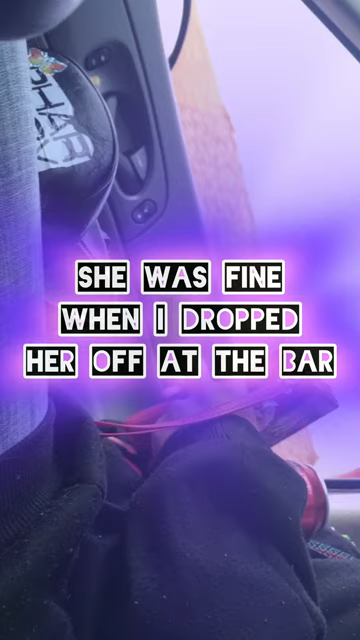 SHE WAS FINE
WHEN I DROPPED
HER OFF AT THE BAR